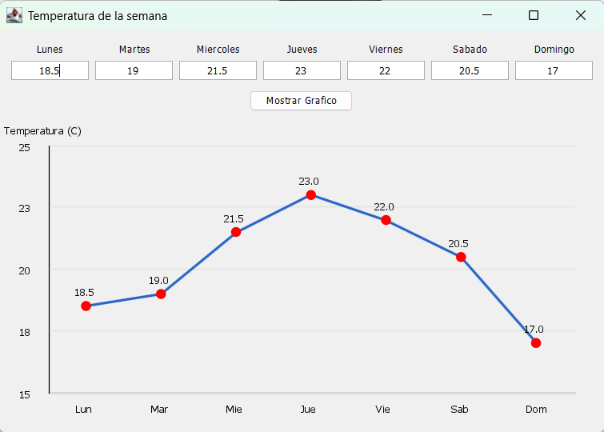 Temperatura de la semana
Lunes Martes Miercoles Jueves Viernes Sabado Domingo
18.5 19 21.5 23 22 20.5 17
Mostrar Grafico
Temperatura (C)
25
23.0
23
22.0
21.5
20.5
20
19.0
18.5
18
17.0
15
Lun Mar Mie Jue Vie Sab Dom